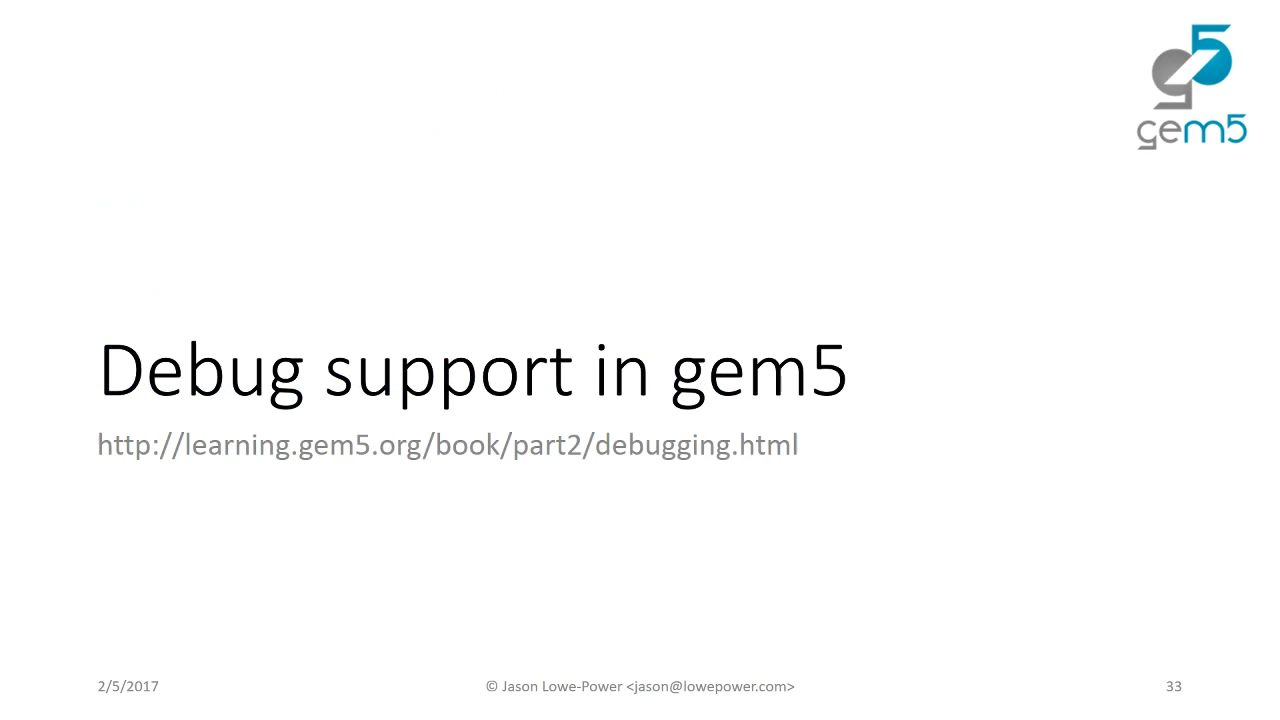 gem5
Debug support in gem5
http://learning.gem5.org/book/part2/debugging.html
2/5/2017
© Jason Lowe-Power <jason@lowepower.com>
33